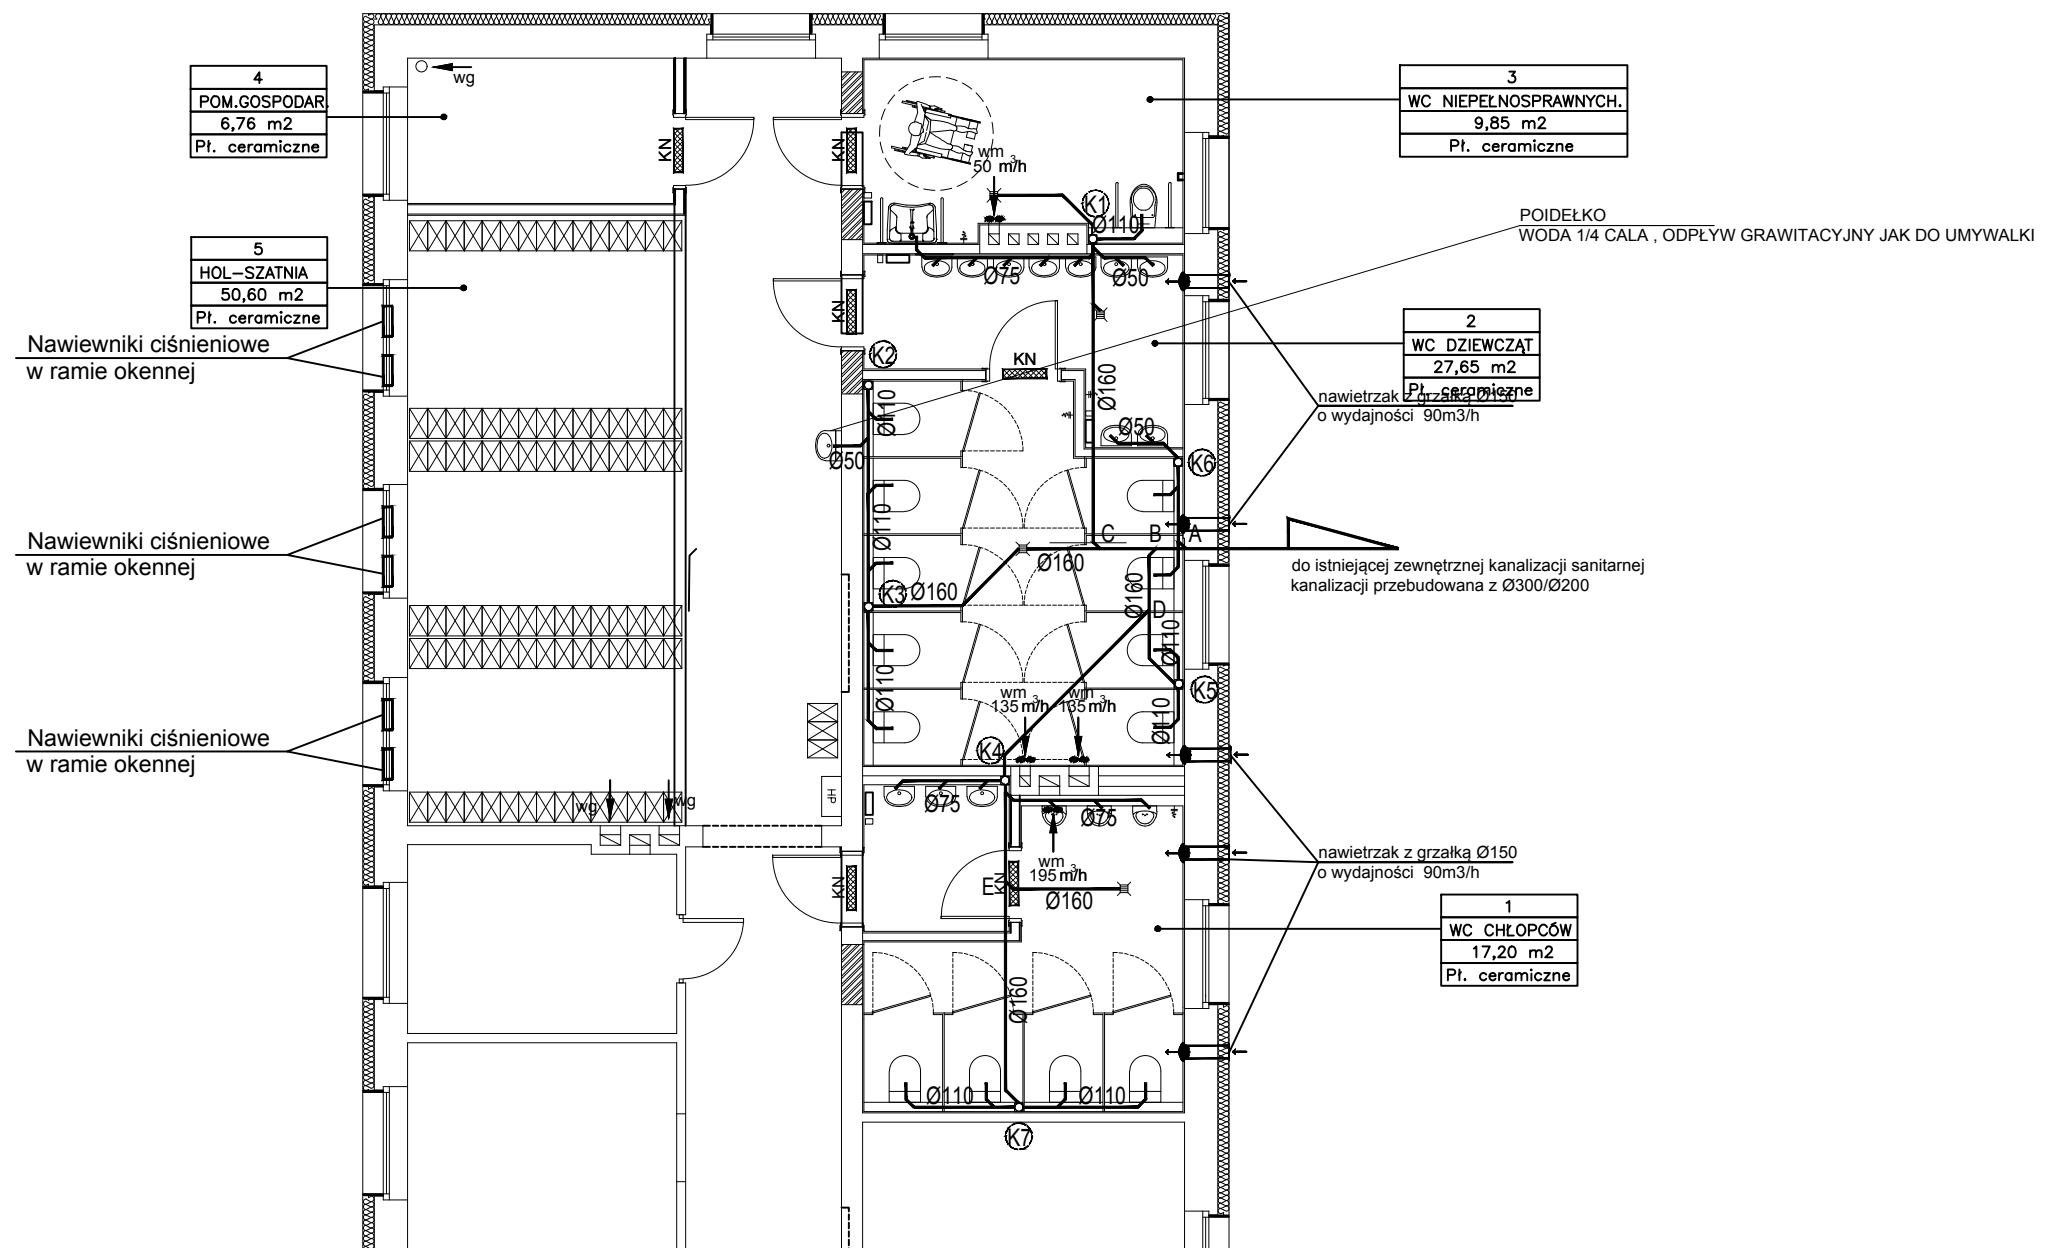 4
POM.GOSPODAR.
6,76 m2
Pł. ceramiczne
wg
KN
KN
wm
50 m³/h
K1
Ø110
3
WC NIEPEŁNOSPRAWNYCH.
9,85 m2
Pł. ceramiczne
POIDEŁKO
WODA 1/4 CALA , ODPŁYW GRAWITACYJNY JAK DO UMYWALKI
5
HOL-SZATNIA
50,60 m2
Pł. ceramiczne
Nawiewniki ciśnieniowe
w ramie okennej
KN
Ø75
Ø50
K2
KN
Ø160
Ø110
Ø50
Ø50
K6
2
WC DZIEWCZĄT
27,65 m2
Pł. ceramiczne
nawietrzak z grzałką Ø150
o wydajności 90m3/h
Nawiewniki ciśnieniowe
w ramie okennej
Ø110
C
B
A
Ø160
K3
Ø160
Ø160
D
Ø110
do istniejącej zewnętrznej kanalizacji sanitarnej
kanalizacji przebudowana z Ø300/Ø200
Ø110
K5
Ø110
wm
135 m³/h
wm
135 m³/h
K4
Nawiewniki ciśnieniowe
w ramie okennej
wg
wg
HP
Ø75
Ø75
wm
195 m³/h
KN
E
KN
Ø160
nawietrzak z grzałką Ø150
o wydajności 90m3/h
1
WC CHŁOPCÓW
17,20 m2
Pł. ceramiczne
Ø160
Ø110
Ø110
K7